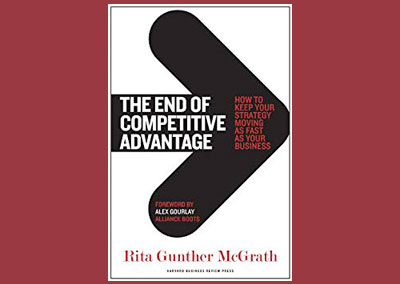 THE END OF
COMPETITIVE
ADVANTAGE
HOW TO
KEEP YOUR
STRATEGY
MOVING
AS FAST
AS YOUR
BUSINESS
FOREWORD BY
ALEX GOURLAY
ALLIANCE BOOTS
Rita Gunther McGrath
HARVARD BUSINESS REVIEW PRESS